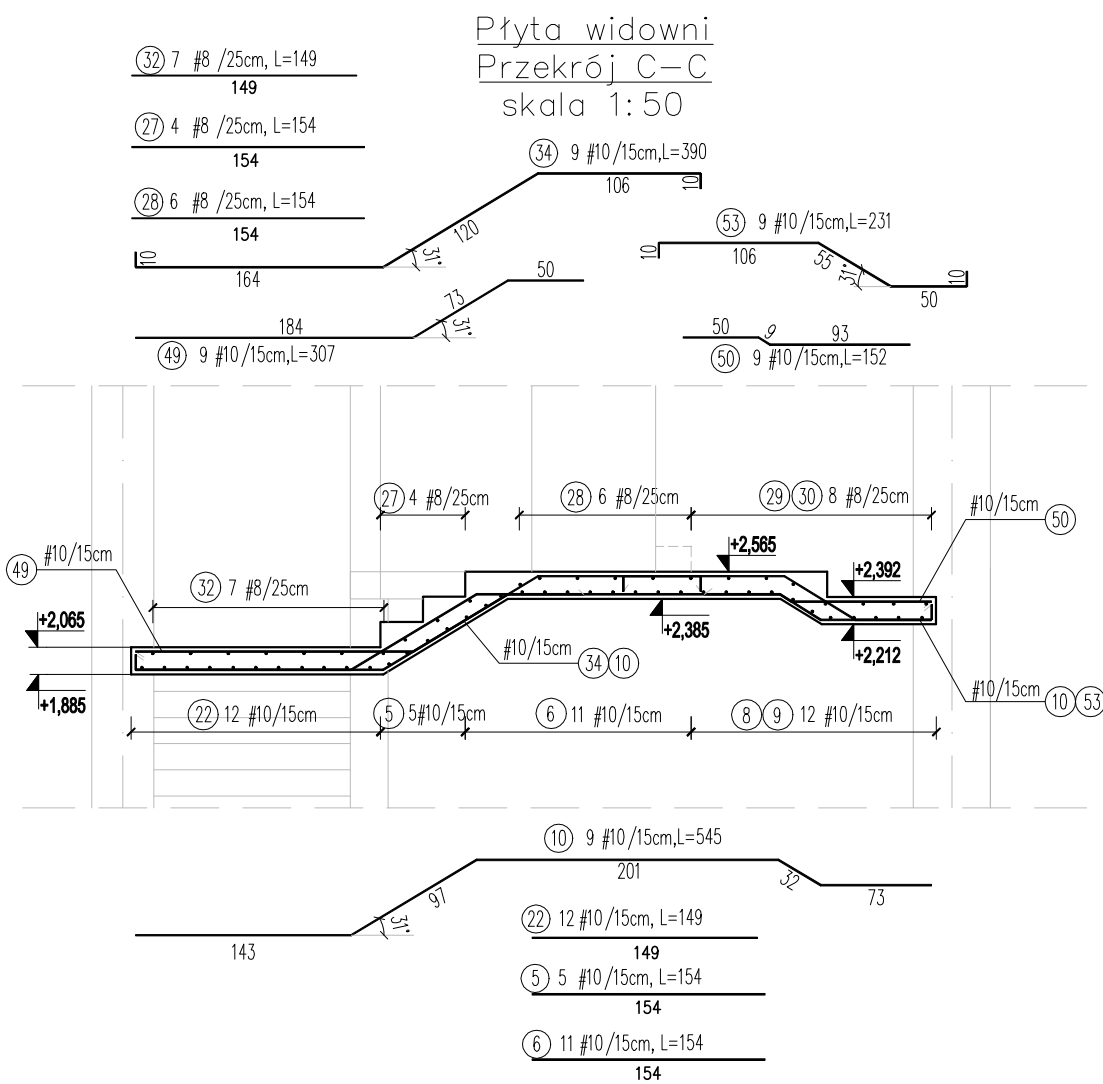 Płyta widowni
Przekrój C–C
skala 1:50
32 7 #8 /25cm, L=149
149
27 4 #8 /25cm, L=154
154
28 6 #8 /25cm, L=154
154
34 9 #10/15cm,L=390
10
164
120
31°
106
10
53 9 #10/15cm,L=231
10
106
55
31°
50
10
184
73
31°
50
49 9 #10/15cm,L=307
50
9
93
50 9 #10/15cm,L=152
27 4 #8/25cm
28 6 #8/25cm
29 30 8 #8/25cm
#10/15cm
50
49
#10/15cm
32 7 #8/25cm
+2,565
+2,392
+2,065
+2,385
+2,212
+1,885
#10/15cm
34 10
#10/15cm
10 53
22 12 #10/15cm
5 5#10/15cm
6 11 #10/15cm
8 9 12 #10/15cm
10 9 #10/15cm,L=545
143
97
31°
201
32
73
22 12 #10/15cm, L=149
149
5 5 #10/15cm, L=154
154
6 11 #10/15cm, L=154
154